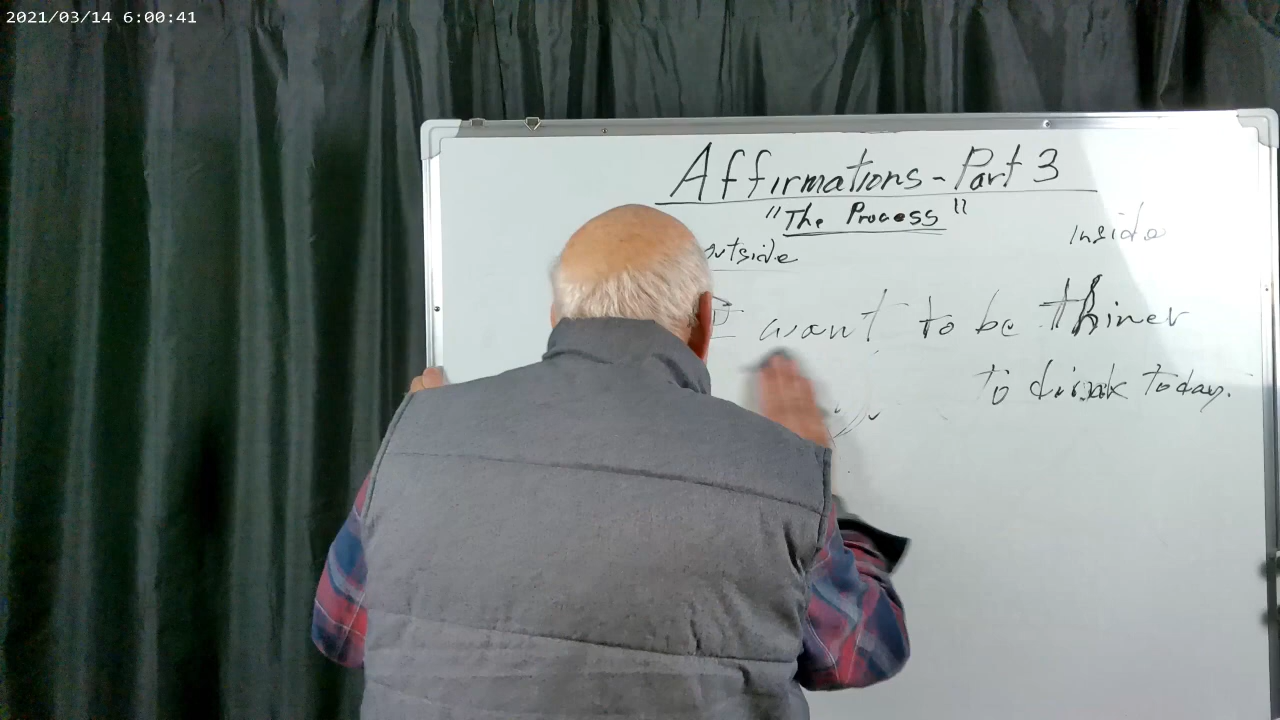 2021/03/14 6:00:41
Affirmations - Part 3
"The Process"
outside
Inside
I want to be thiner
to drink today.